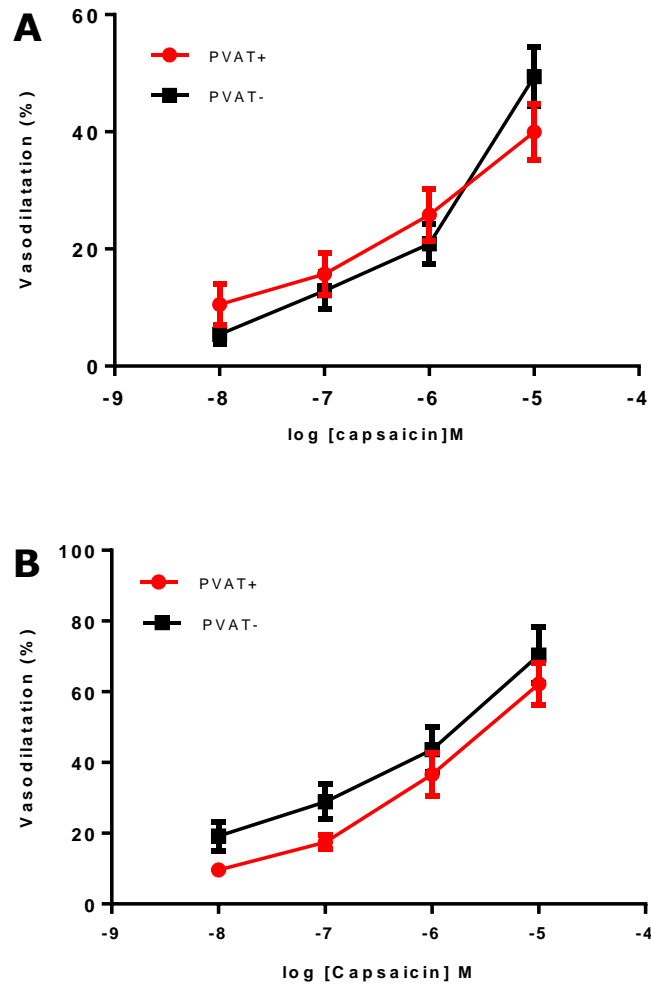 A
60
PVAT+
PVAT-
40
Vasodilatation (%)
20
0
-9 -8 -7 -6 -5 -4
log [capsaicin]M
B
100
PVAT+
PVAT-
80
60
Vasodilatation (%)
40
20
0
-9 -8 -7 -6 -5 -4
log [Capsaicin] M